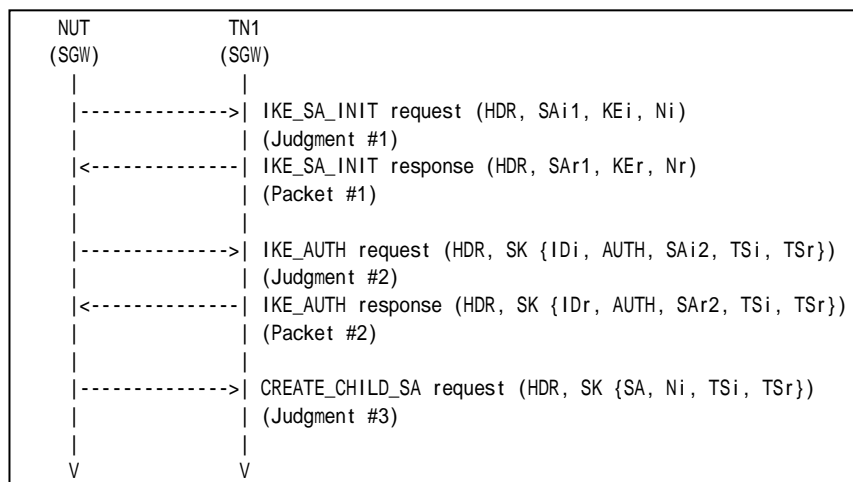 NUT TN1
(SGW) (SGW)
| |
|-------------->| IKE_SA_INIT request (HDR, SAi1, KEi, Ni)
| | (Judgment #1)
|<--------------| IKE_SA_INIT response (HDR, SAr1, KEr, Nr)
| | (Packet #1)
| |
|-------------->| IKE_AUTH request (HDR, SK {IDi, AUTH, SAi2, TSi, TSr})
| | (Judgment #2)
|<--------------| IKE_AUTH response (HDR, SK {IDr, AUTH, SAr2, TSi, TSr})
| | (Packet #2)
| |
|-------------->| CREATE_CHILD_SA request (HDR, SK {SA, Ni, TSi, TSr})
| | (Judgment #3)
| |
V V